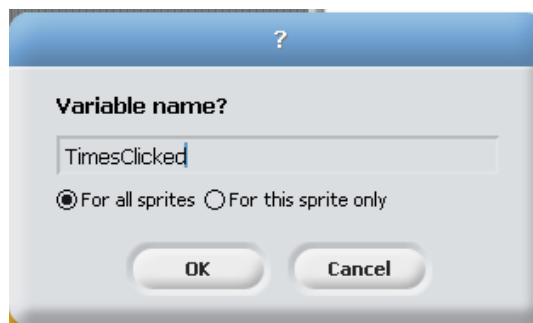 ?
Variable name?
TimesClicked
For all sprites For this sprite only
OK Cancel